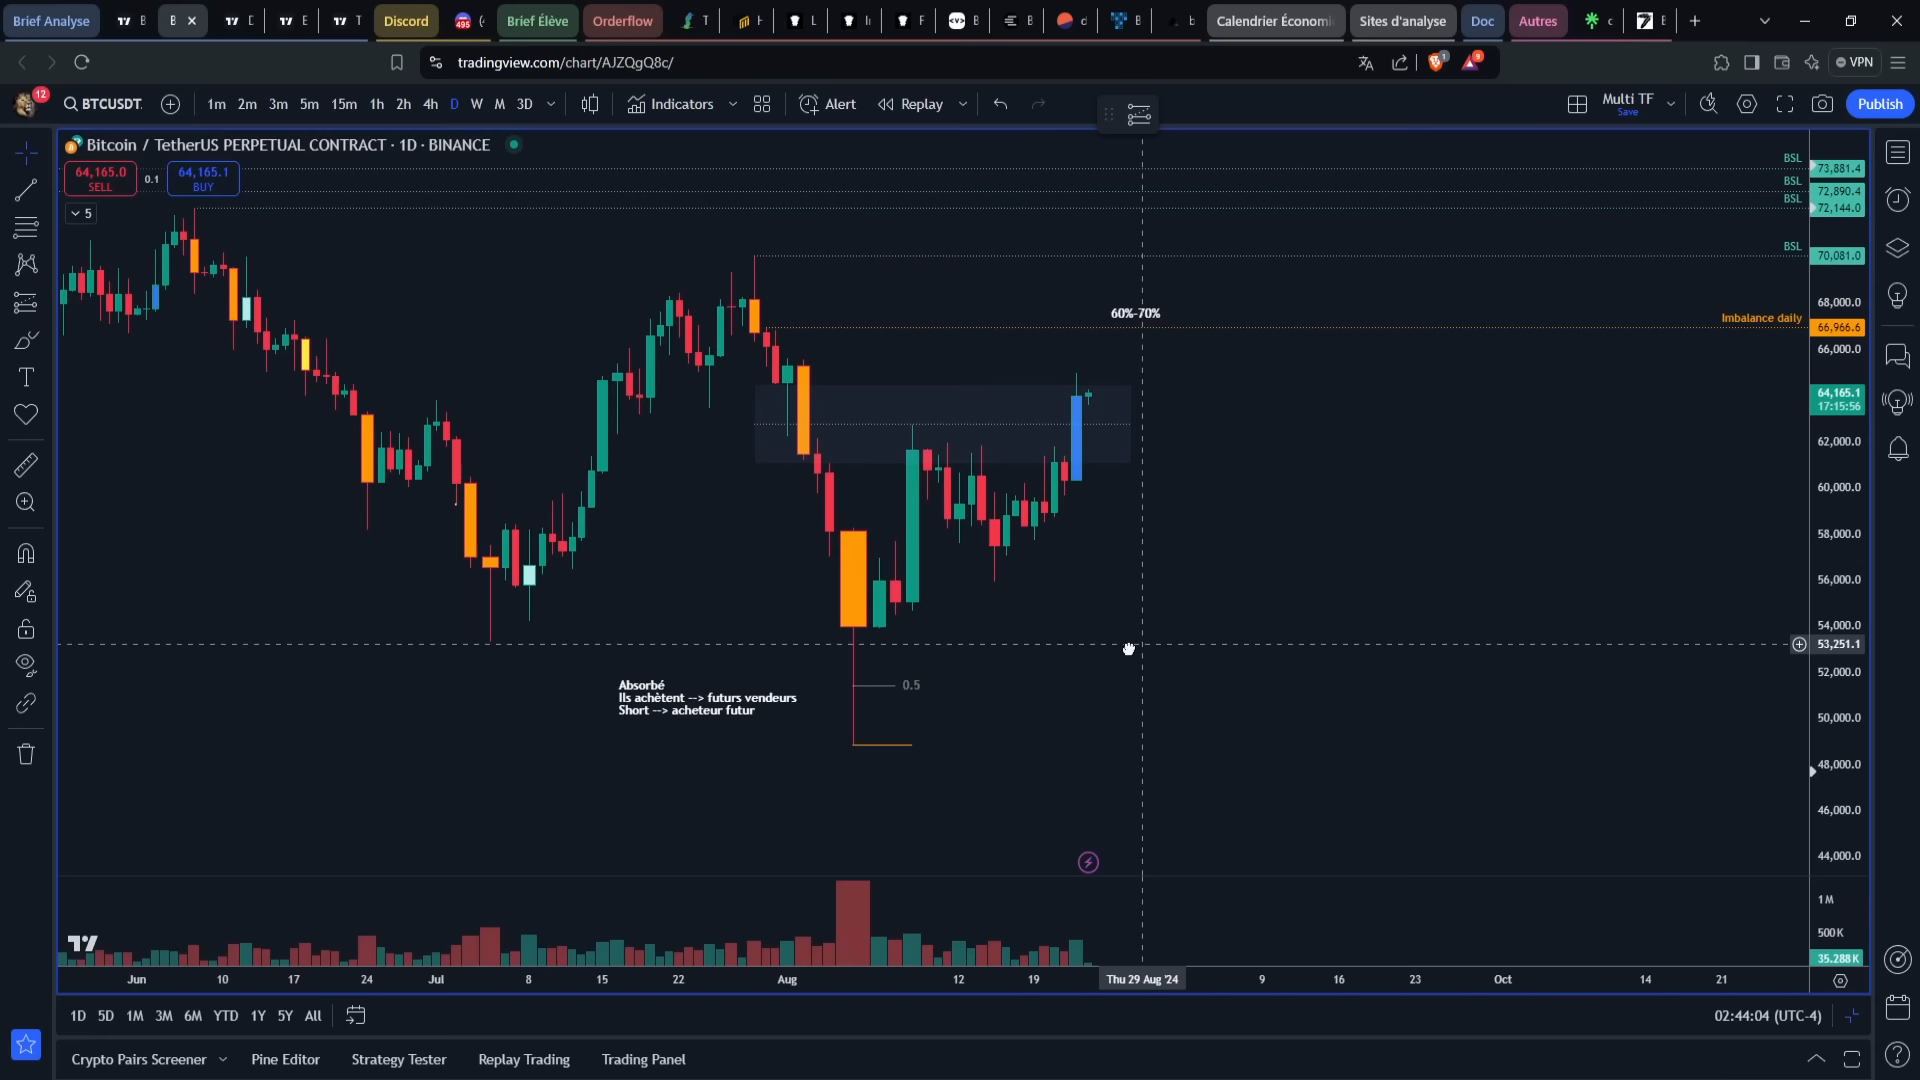 Brief Analyse
B
B
D
E
T
Discord
495
(
Brief Élève
Orderflow
T
H
L
F
B
B
d
B
b
Calendrier Économi
Sites d'analyse
Doc
Autres
c
E
tradingview.com/chart/AJZQgQ8c/
1
9
VPN
12
BTCUSDT.
1m 2m 3m 5m 15m 1h 2h 4h D W M 3D
Indicators
Alert
Replay
Multi TF
Save
Publish
Bitcoin / TetherUS PERPETUAL CONTRACT · 1D · BINANCE
64,165.0
SELL
0.1
64,165.1
BUY
5
BSL
73,881.4
BSL
72,890.4
BSL
72,144.0
BSL
70,081.0
68,000.0
60%-70%
Imbalance daily
66,966.6
66,000.0
64,165.1
17:15:56
62,000.0
60,000.0
58,000.0
56,000.0
54,000.0
53,251.1
52,000.0
0.5
Absorbé
Ils achètent --> futurs vendeurs
Short --> acheteur futur
50,000.0
48,000.0
46,000.0
44,000.0
1 M
500 K
35.288 K
Jun 10 17 24 Jul 8 15 22 Aug 12 19 Thu 29 Aug '24 9 16 23 Oct 14 21
1D 5D 1M 3M 6M YTD 1Y 5Y All
02:44:04 (UTC-4)
Crypto Pairs Screener
Pine Editor
Strategy Tester
Replay Trading
Trading Panel